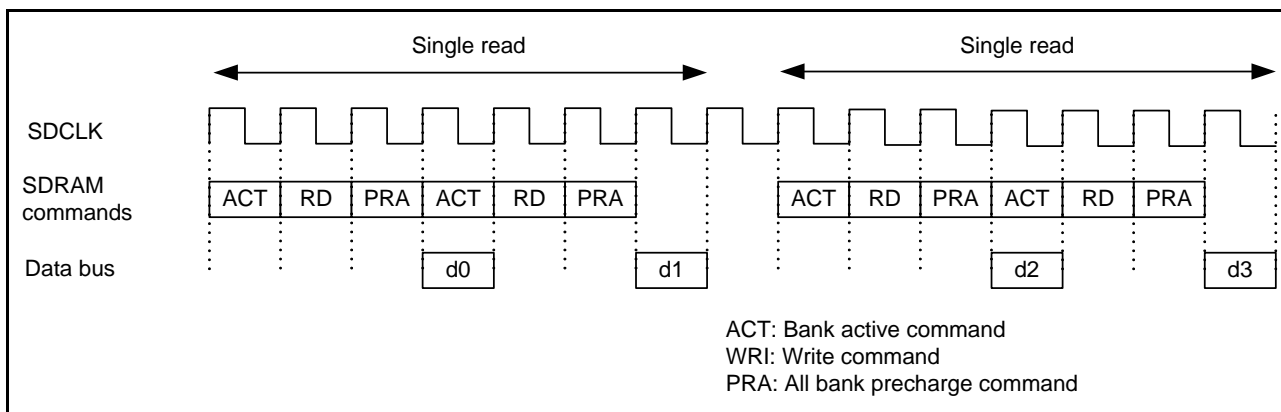 Single read Single read
SDCLK
SDRAM
commands
ACT RD PRA ACT RD PRA ACT RD PRA ACT RD PRA
Data bus
d0 d1 d2 d3
ACT: Bank active command
WRI: Write command
PRA: All bank precharge command